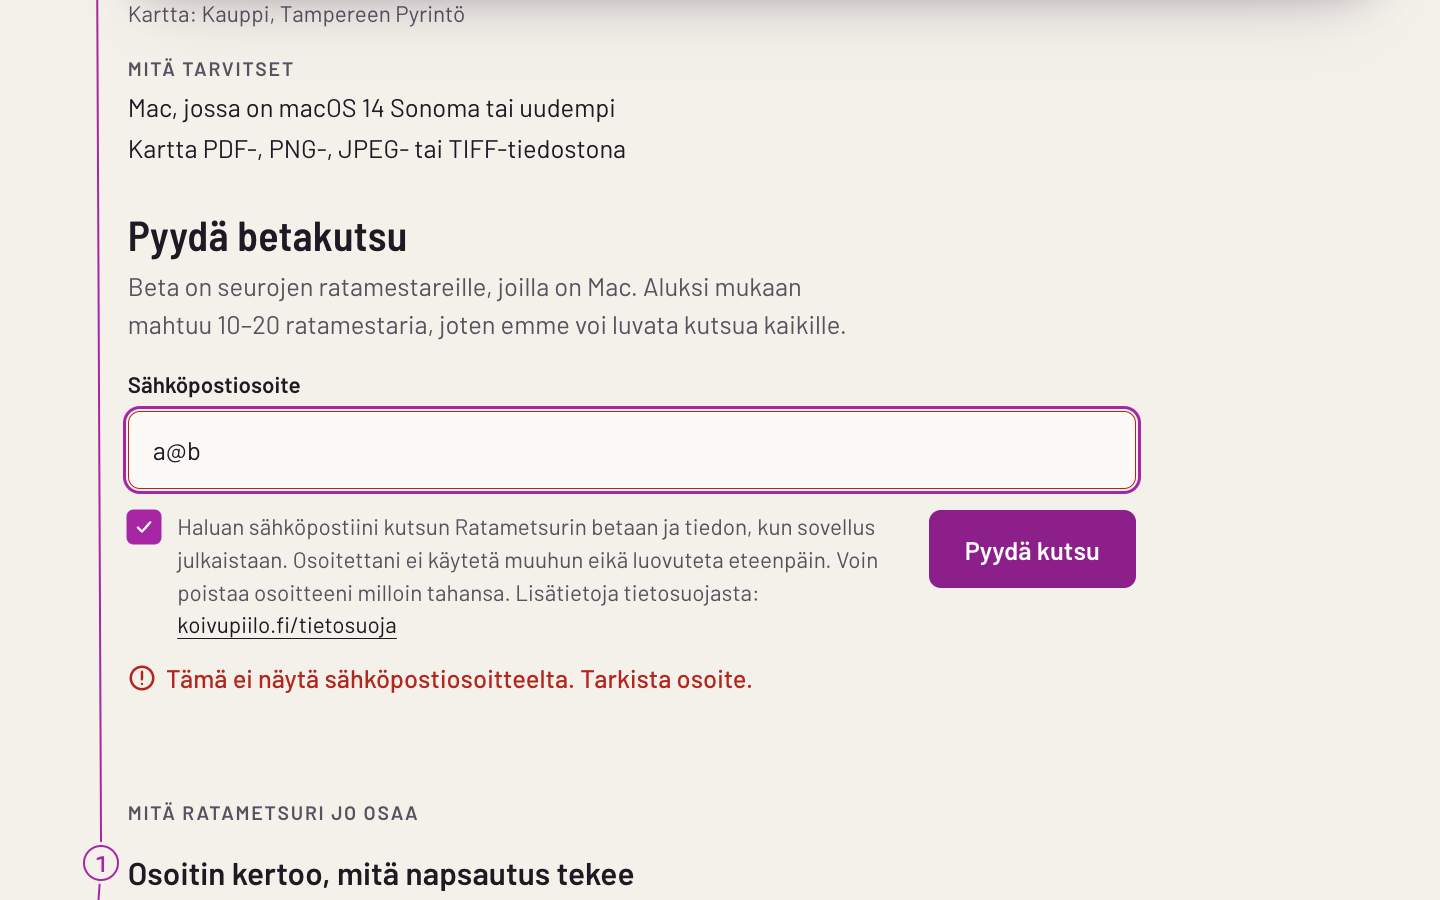 Kartta: Kauppi, Tampereen Pyrintö
MITÄ TARVITSET
Mac, jossa on macOS 14 Sonoma tai uudempi
Kartta PDF-, PNG-, JPEG- tai TIFF-tiedostona
Pyydä betakutsu
Beta on seurojen ratamestareille, joilla on Mac. Aluksi mukaan
mahtuu 10–20 ratamestaria, joten emme voi luvata kutsua kaikille.
Sähköpostiosoite
a@b
Haluan sähköpostiini kutsun Ratametsurin betaan ja tiedon, kun sovellus
julkaistaan. Osoitettani ei käytetä muuhun eikä luovuteta eteenpäin. Voin
poistaa osoitteeni milloin tahansa. Lisätietoja tietosuojasta:
koivupiilo.fi/tietosuoja
Pyydä kutsu
Tämä ei näytä sähköpostiosoitteelta. Tarkista osoite.
MITÄ RATAMETSURI JO OSAA
1 Osoitin kertoo, mitä napsautus tekee